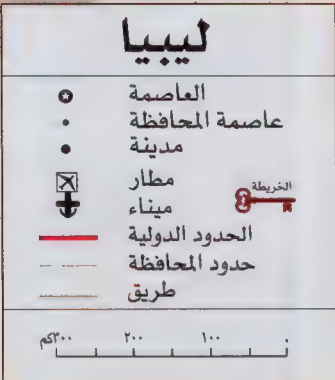 ليبيا
العاصمة
عاصمة المحافظة
مدينة
مطار
الخريطة
ميناء
الحدود الدولية
حدود المحافظة
طريق
٠ ١٠٠ ٢٠٠ ٣٠٠كم